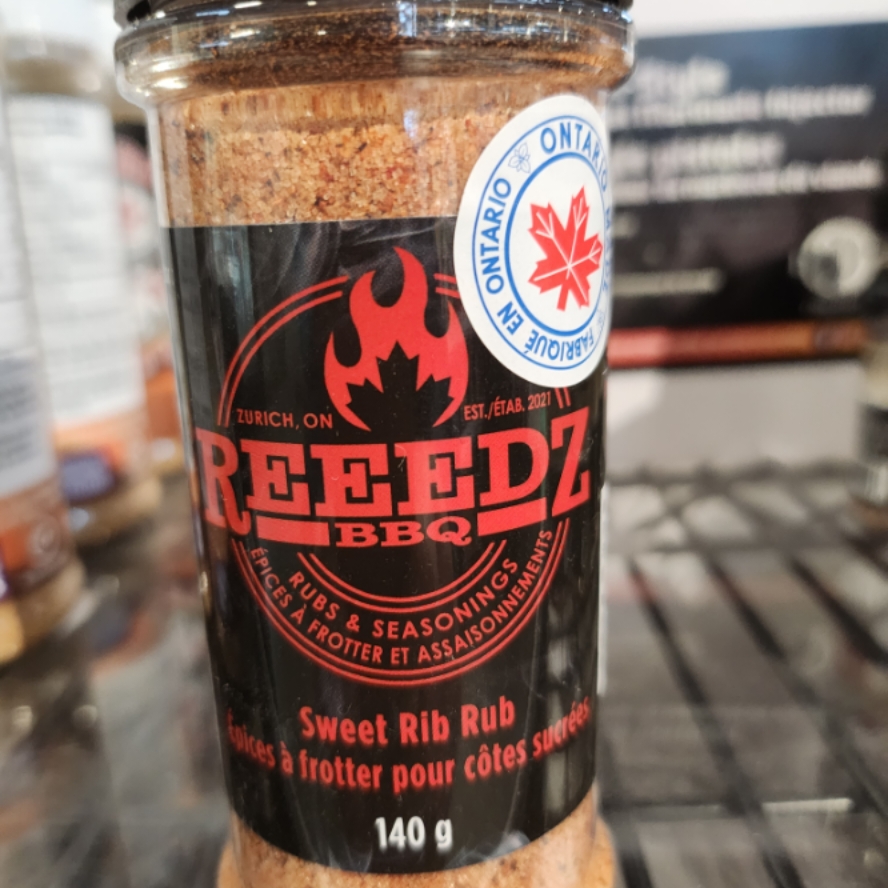 ONTARIO MADE
FABRIQUÉ EN ONTARIO
ZURICH, ON
EST./ÉTAB. 2021
REEEDZ
BBQ
RUBS & SEASONINGS
ÉPICES À FROTTER ET ASSAISONNEMENTS
Sweet Rib Rub
Épices à frotter pour côtes sucrées
140 g